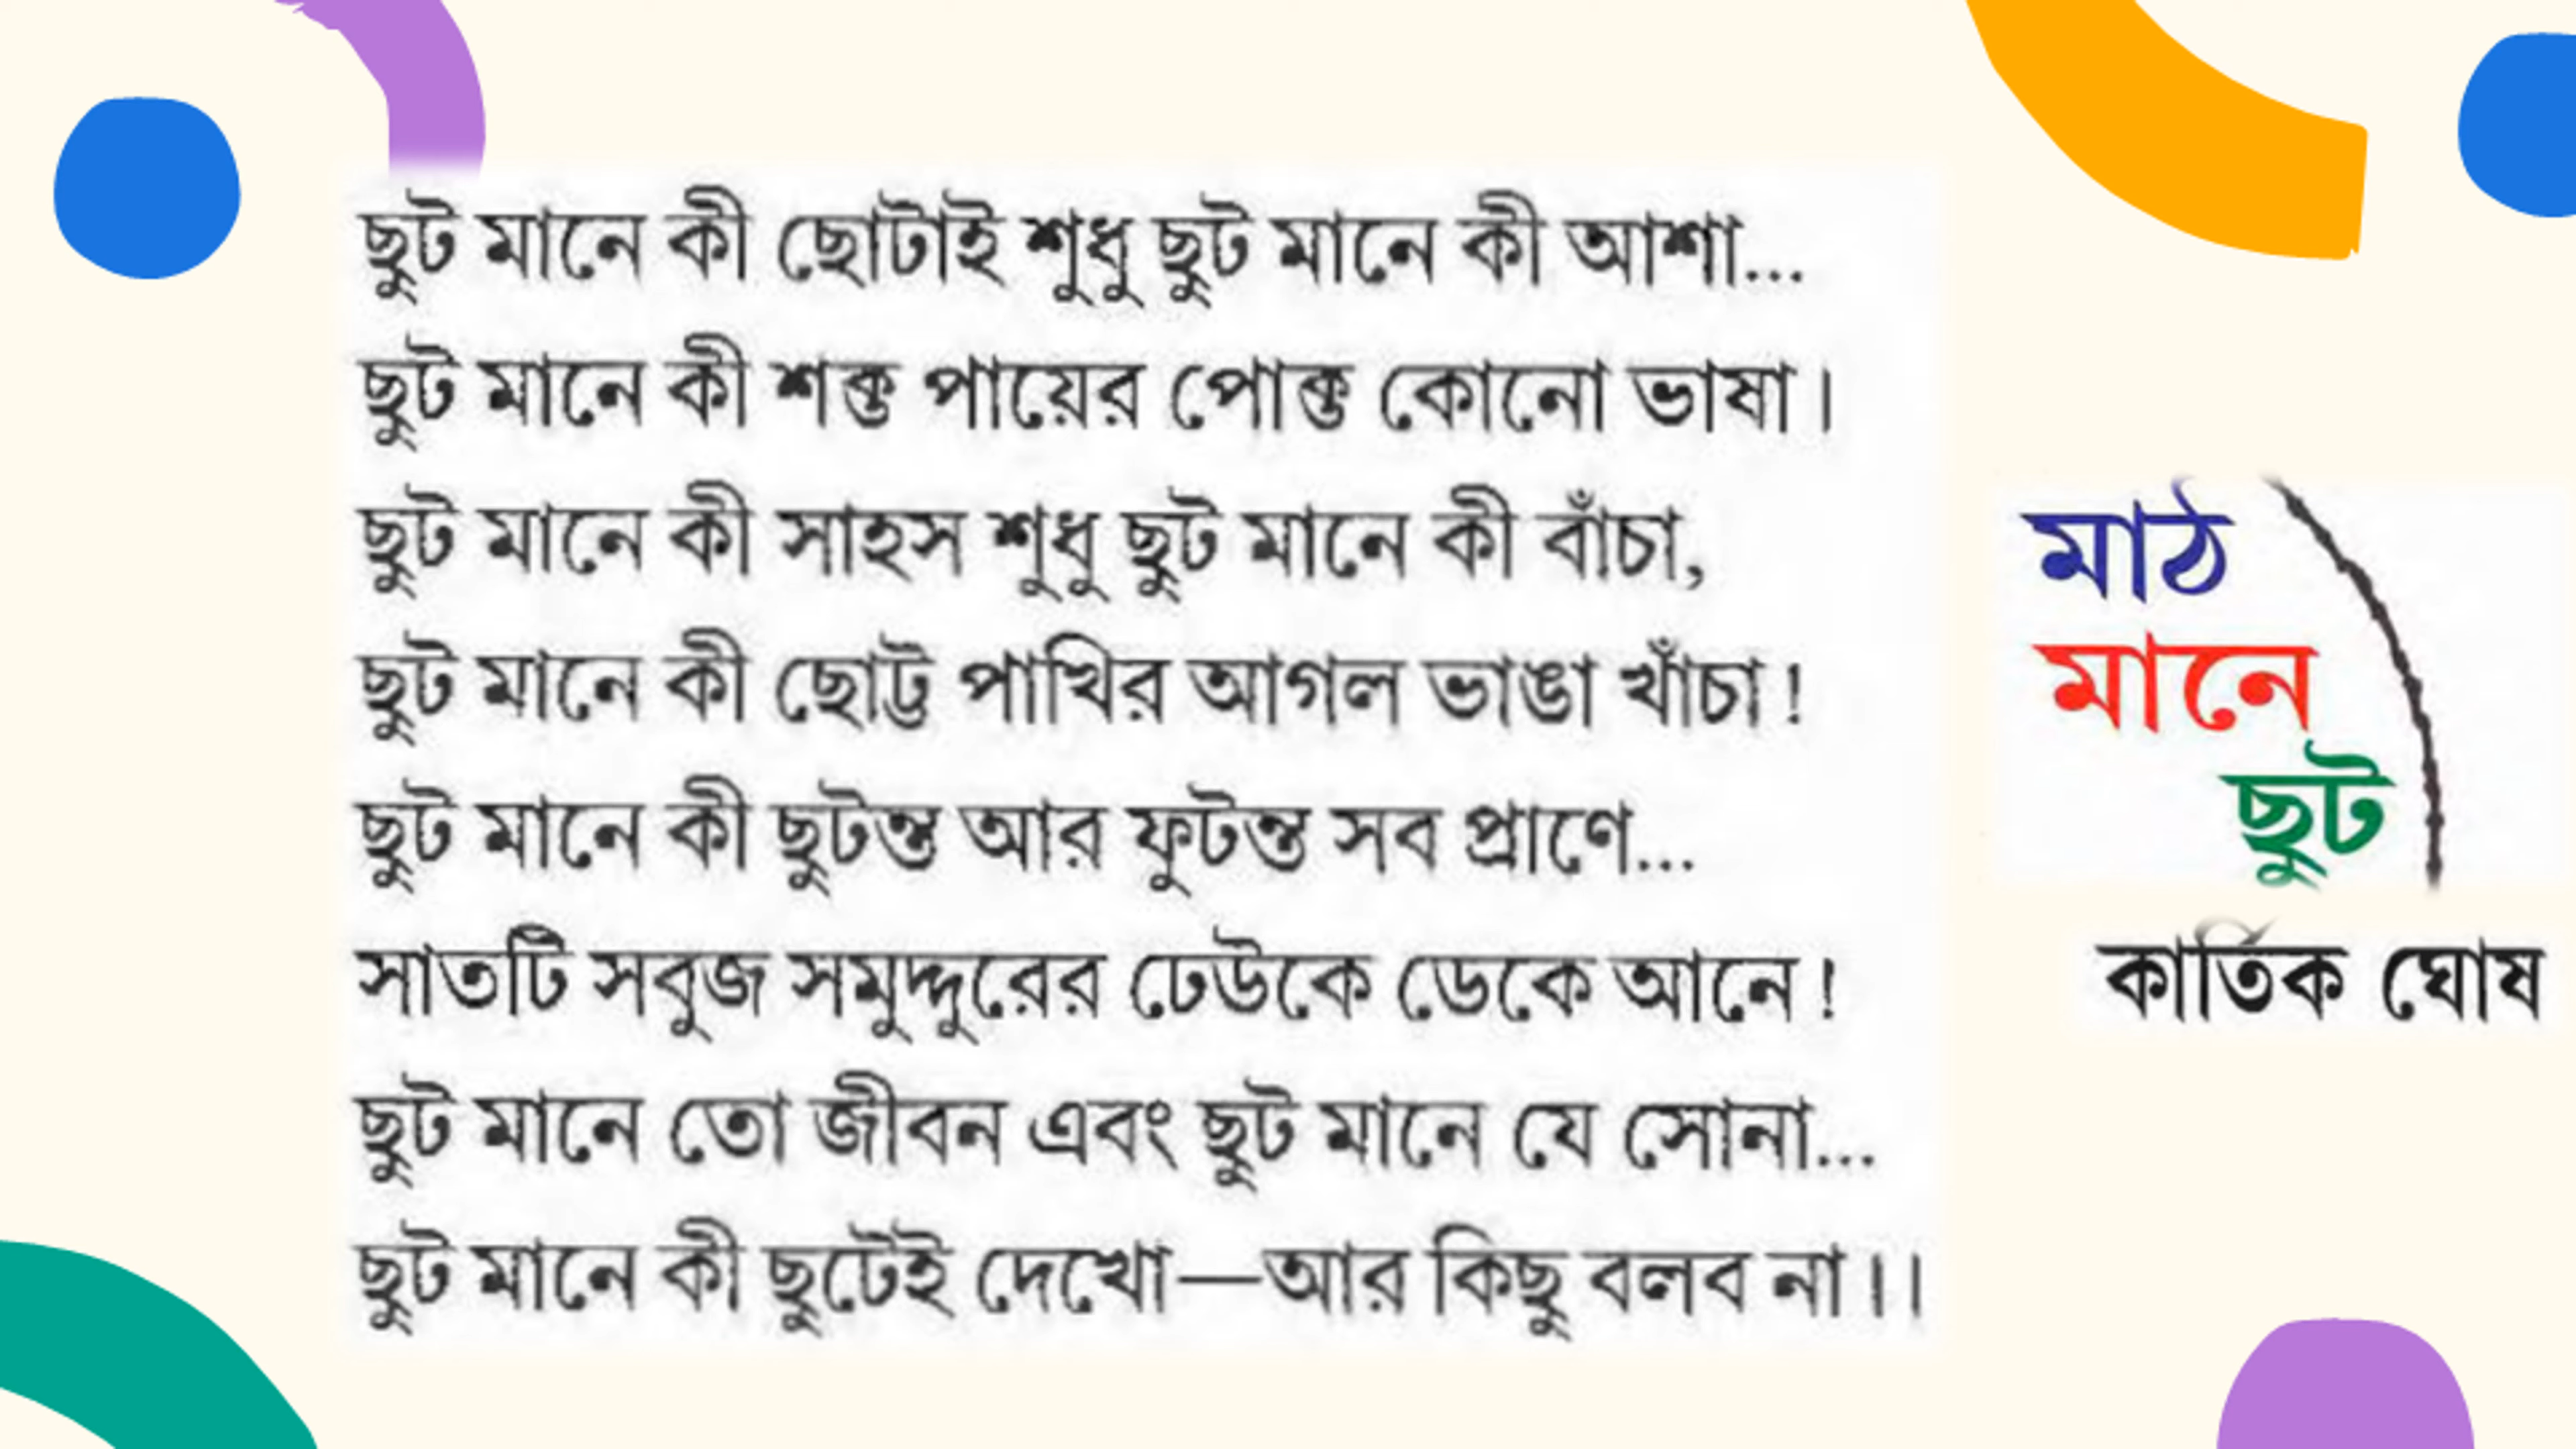 ছুট মানে কী ছোটাই শুধু ছুট মানে কী আশা...
ছুট মানে কী শক্ত পায়ের পোক্ত কোনো ভাষা।
ছুট মানে কী সাহস শুধু ছুট মানে কী বাঁচা,
ছুট মানে কী ছোট্ট পাখির আগল ভাঙা খাঁচা!
ছুট মানে কী ছুটন্ত আর ফুটন্ত সব প্রাণে...
সাতটি সবুজ সমুদ্দুরের ঢেউকে ডেকে আনে!
ছুট মানে তো জীবন এবং ছুট মানে যে সোনা...
ছুট মানে কী ছুটেই দেখো—আর কিছু বলব না।।
মাঠ
মানে
ছুট
কার্তিক ঘোষ